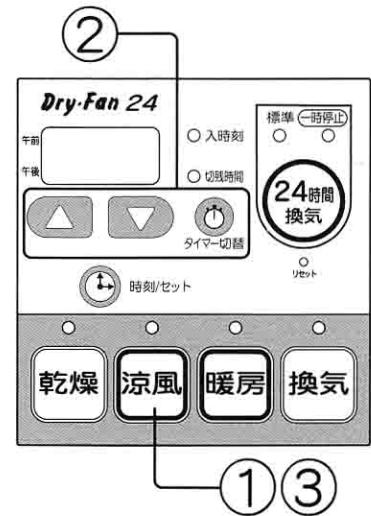 ②
Dry·Fan 24
午前
午後
入時刻
切残時間
タイマー切替
時刻/セット
標準 一時停止
24時間
換気
リセット
乾燥 涼風 暖房 換気
① ③